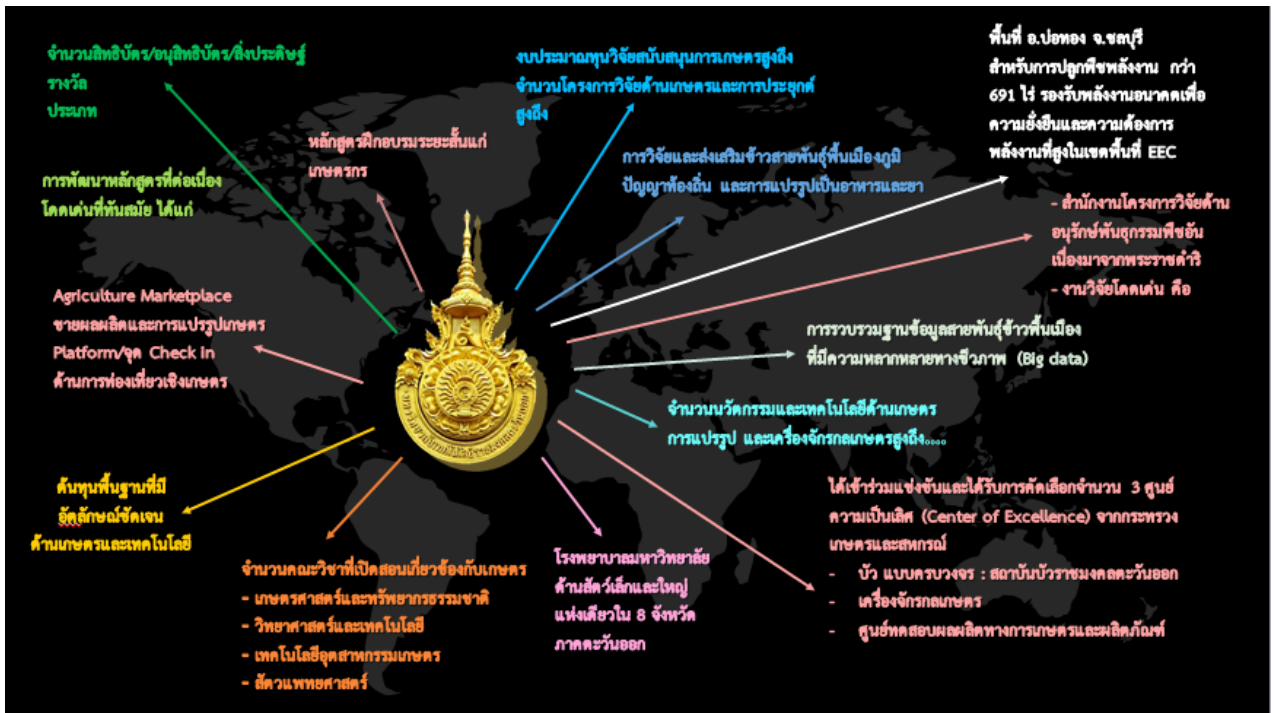 จำนวนสิทธิบัตร/อนุสิทธิบัตร/สิ่งประดิษฐ์
รางวัล
ประเภท
การพัฒนาหลักสูตรที่ต่อเนื่อง
โดดเด่นที่ทันสมัย ได้แก่
หลักสูตรฝึกอบรมระยะสั้นแก่
เกษตรกร
งบประมาณทุนวิจัยสนับสนุนการเกษตรสูงถึง
จำนวนโครงการวิจัยด้านเกษตรและการประยุกต์
สูงถึง
การวิจัยและส่งเสริมข้าวสายพันธุ์พื้นเมืองภูมิ
ปัญญาท้องถิ่น และการแปรรูปเป็นอาหารและยา
พื้นที่ อ.บ่อทอง จ.ชลบุรี
สำหรับการปลูกพืชพลังงาน กว่า
691 ไร่ รองรับพลังงานอนาคตเพื่อ
ความยั่งยืนและความต้องการ
พลังงานที่สูงในเขตพื้นที่ EEC
- สำนักงานโครงการวิจัยด้าน
อนุรักษ์พันธุกรรมพืชอัน
เนื่องมาจากพระราชดำริ
- งานวิจัยโดดเด่น คือ
Agriculture Marketplace
ขายผลผลิตและการแปรรูปเกษตร
Platform/จุด Check in
ด้านการท่องเที่ยวเชิงเกษตร
การรวบรวมฐานข้อมูลสายพันธุ์ข้าวพื้นเมือง
ที่มีความหลากหลายทางชีวภาพ (Big data)
จำนวนนวัตกรรมและเทคโนโลยีด้านเกษตร
การแปรรูป และเครื่องจักรกลเกษตรสูงถึง....
ต้นทุนพื้นฐานที่มี
อัตลักษณ์ชัดเจน
ด้านเกษตรและเทคโนโลยี
จำนวนคณะวิชาที่เปิดสอนเกี่ยวข้องกับเกษตร
- เกษตรศาสตร์และทรัพยากรธรรมชาติ
- วิทยาศาสตร์และเทคโนโลยี
- เทคโนโลยีอุตสาหกรรมเกษตร
- สัตวแพทยศาสตร์
โรงพยาบาลมหาวิทยาลัย
ด้านสัตว์เล็กและใหญ่
แห่งเดียวใน 8 จังหวัด
ภาคตะวันออก
ได้เข้าร่วมแข่งขันและได้รับการคัดเลือกจำนวน 3 ศูนย์
ความเป็นเลิศ (Center of Excellence) จากกระทรวง
เกษตรและสหกรณ์
- บัว แบบครบวงจร : สถาบันบัวราชมงคลตะวันออก
- เครื่องจักรกลเกษตร
- ศูนย์ทดสอบผลผลิตทางการเกษตรและผลิตภัณฑ์